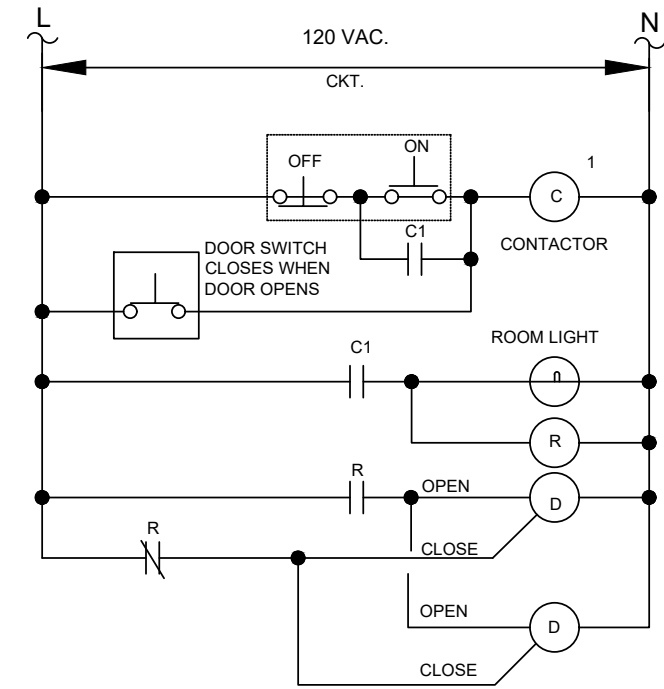 L
N
120 VAC.
CKT.
OFF
ON
1
C
C1
CONTACTOR
DOOR SWITCH
CLOSES WHEN
DOOR OPENS
ROOM LIGHT
C1
R
R
OPEN
D
R
CLOSE
OPEN
D
CLOSE